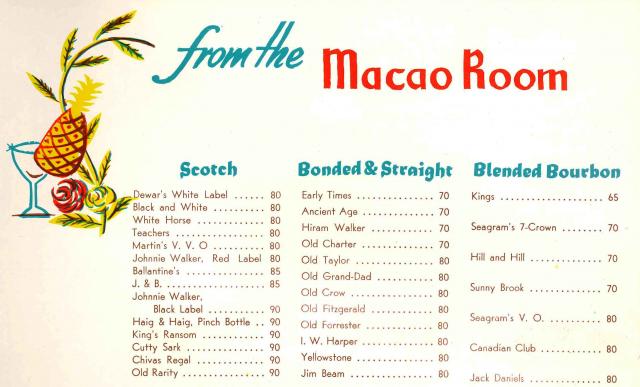 from the Macao Room
Scotch
Dewar's White Label ...... 80
Black and White .......... 80
White Horse ............. 80
Teachers ................ 80
Martin's V. V. O ......... 80
Johnnie Walker, Red Label 80
Ballantine's .............. 85
J. & B. .................. 85
Johnnie Walker,
Black Label ........... 90
Haig & Haig, Pinch Bottle .. 90
King's Ransom ........... 90
Cutty Sark .............. 90
Chivas Regal ............ 90
Old Rarity .............. 90
Bonded & Straight
Early Times .............. 70
Ancient Age ............. 70
Hiram Walker ............ 70
Old Charter ............. 70
Old Taylor .............. 80
Old Grand-Dad .......... 80
Old Crow ............... 80
Old Fitzgerald ........... 80
Old Forrester ............ 80
I. W. Harper ............ 80
Yellowstone ............. 80
Jim Beam ............... 80
Blended Bourbon
Kings .................. 65
Seagram's 7-Crown ....... 70
Hill and Hill ............. 70
Sunny Brook ............ 70
Seagram's V. O. ......... 80
Canadian Club .......... 80
Jack Daniels ............ 80